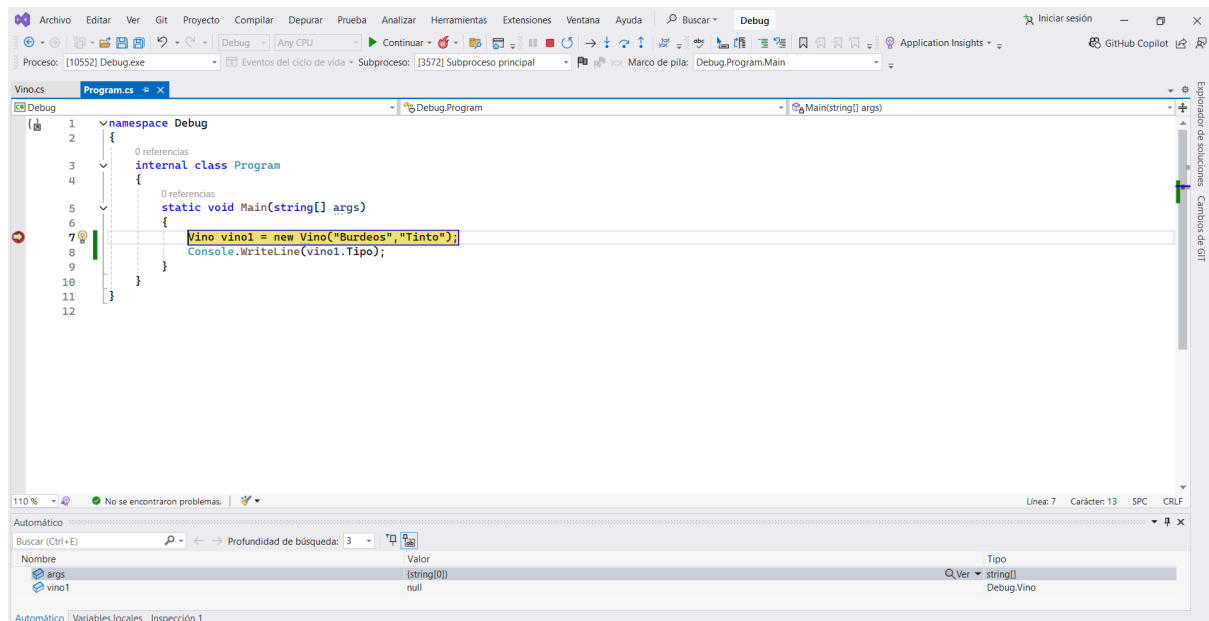 Archivo Editar Ver Git Proyecto Compilar Depurar Prueba Analizar Herramientas Extensiones Ventana Ayuda Buscar Debug Iniciar sesión
Debug Any CPU Continuar Application Insights GitHub Copilot
Proceso: [10552] Debug.exe Eventos del ciclo de vida Subproceso: [3572] Subproceso principal Marco de pila: Debug.Program.Main
Vino.cs Program.cs
Debug Debug.Program Main(string[] args)
1 namespace Debug
2 {
0 referencias
3 internal class Program
4 {
0 referencias
5 static void Main(string[] args)
6 {
7 Vino vino1 = new Vino("Burdeos","Tinto");
8 Console.WriteLine(vino1.Tipo);
9 }
10 }
11 }
12
Explorador de soluciones
Cambios de GIT
110 % No se encontraron problemas. Línea: 7 Carácter: 13 SPC CRLF
Automático
Buscar (Ctrl+E) Profundidad de búsqueda: 3
Nombre Valor Tipo
args {string[0]} Ver string[]
vino1 null Debug.Vino
Automático Variables locales Inspección 1